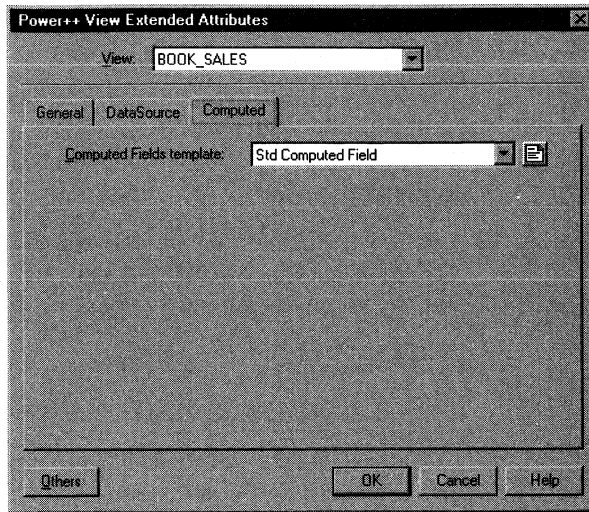 Power++ View Extended Attributes
View: BOOK_SALES
General DataSource Computed
Computed Fields template: Std Computed Field
Others OK Cancel Help